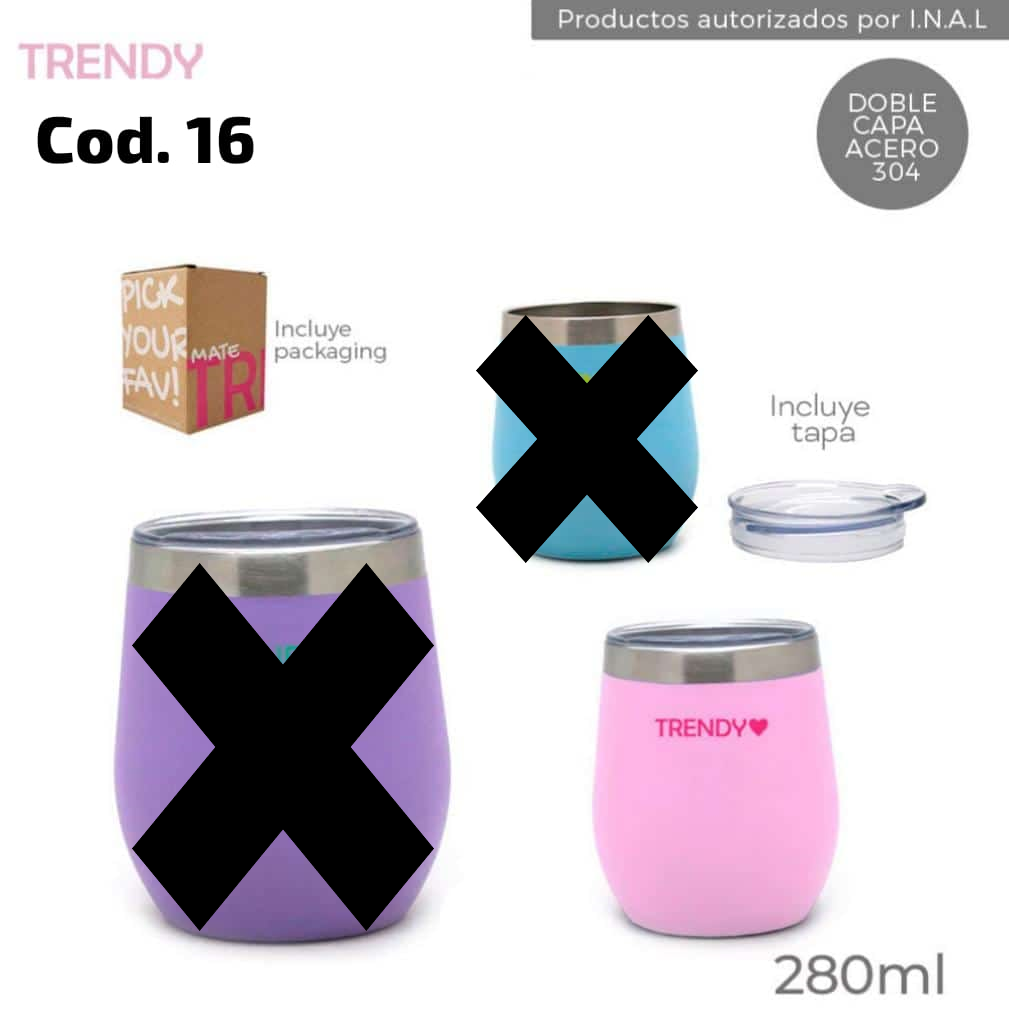 Productos autorizados por I.N.A.L
TRENDY
Cod. 16
DOBLE
CAPA
ACERO
304
PICK
YOUR
FAV!
MATE
TRE
Incluye
packaging
Incluye
tapa
TRENDY
280ml